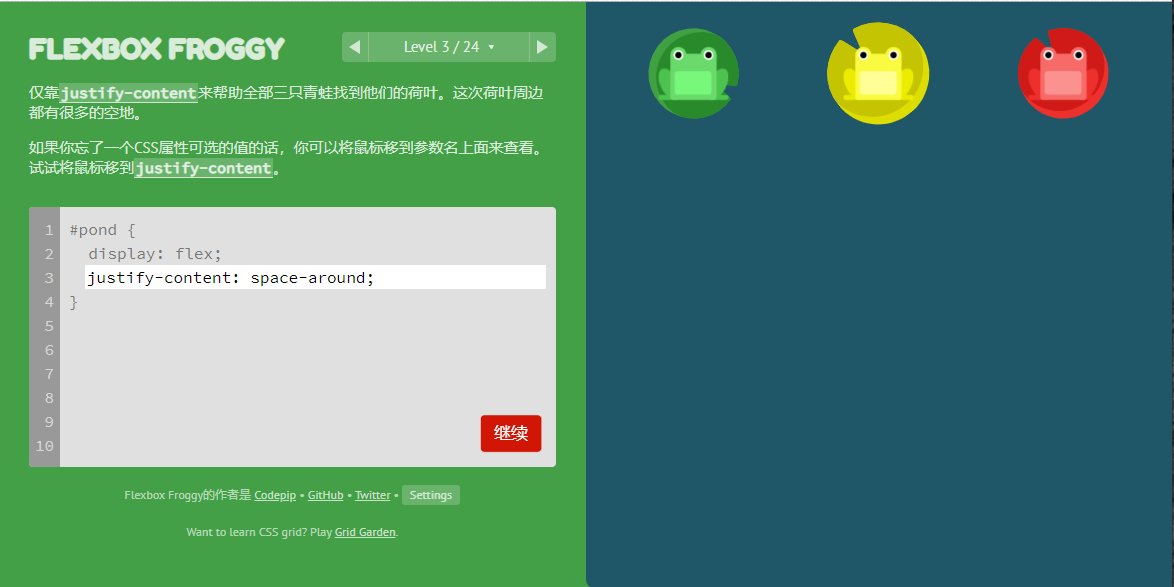 FLEXBOX FROGGY
Level 3 / 24
仅靠justify-content来帮助全部三只青蛙找到他们的荷叶。这次荷叶周边
都有很多的空地。
如果你忘了一个CSS属性可选的值的话，你可以将鼠标移到参数名上面来查看。
试试将鼠标移到justify-content。
1 #pond {
2 display: flex;
3 justify-content: space-around;
4 }
5
6
7
8
9
10
继续
Flexbox Froggy的作者是 Codepip • GitHub • Twitter • Settings
Want to learn CSS grid? Play Grid Garden.